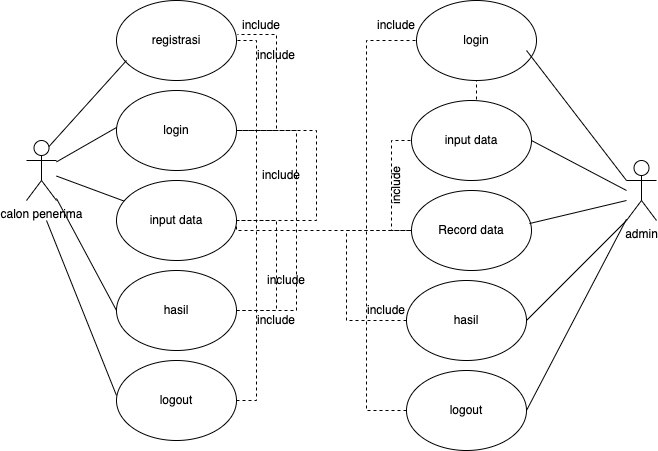 include
include
registrasi
login
include
login
input data
include
include
calon penerima
input data
Record data
admin
include
hasil
include
include
hasil
logout
logout